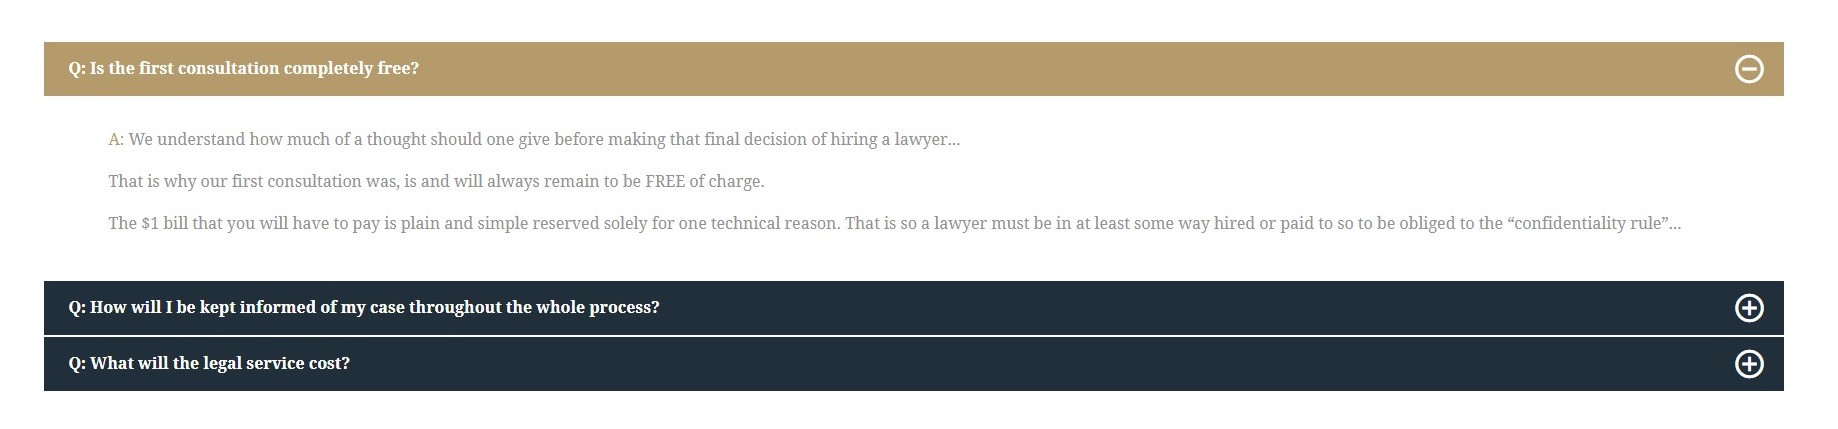 Q: Is the first consultation completely free?
A: We understand how much of a thought should one give before making that final decision of hiring a lawyer...
That is why our first consultation was, is and will always remain to be FREE of charge.
The $1 bill that you will have to pay is plain and simple reserved solely for one technical reason. That is so a lawyer must be in at least some way hired or paid to so to be obliged to the “confidentiality rule”...
Q: How will I be kept informed of my case throughout the whole process?
Q: What will the legal service cost?